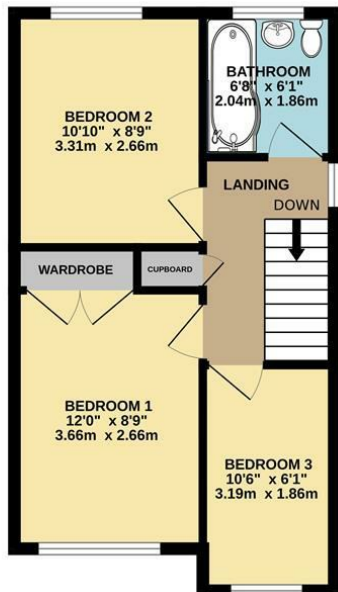 BEDROOM 2
10'10" x 8'9"
3.31m x 2.66m
BATHROOM
6'8" x 6'1"
2.04m x 1.86m
LANDING
DOWN
WARDROBE
CUPBOARD
BEDROOM 1
12'0" x 8'9"
3.66m x 2.66m
BEDROOM 3
10'6" x 6'1"
3.19m x 1.86m